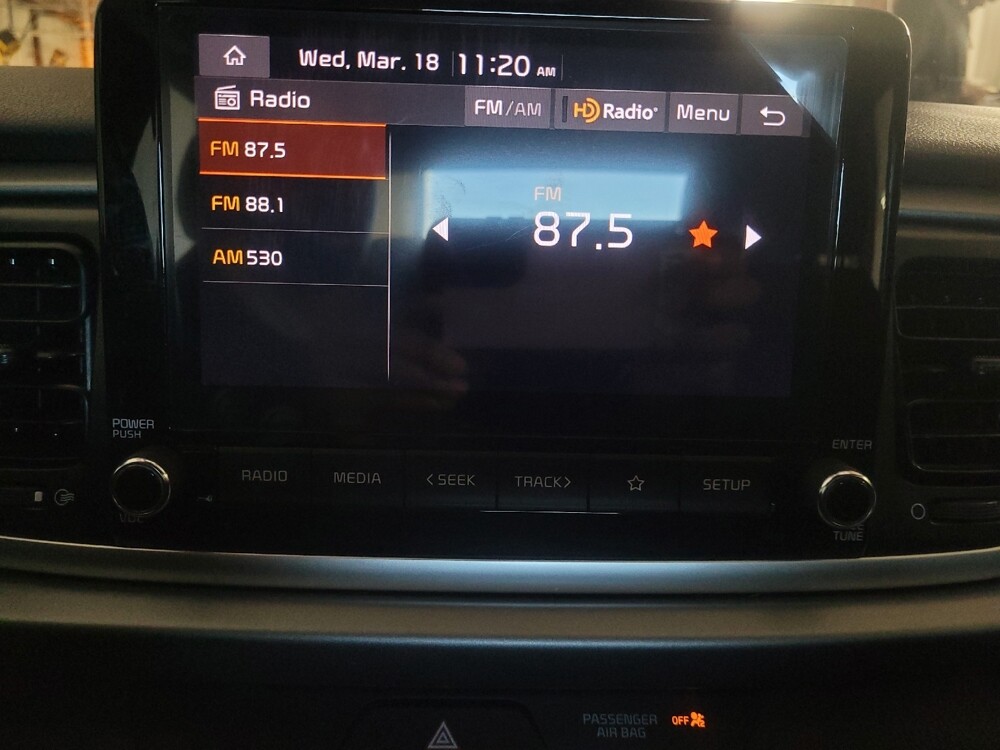 Wed, Mar. 18 11:20 AM
Radio FM/AM HD Radio Menu
FM 87.5
FM 88.1
AM 530
FM
87.5
POWER
PUSH
ENTER
RADIO MEDIA <SEEK TRACK> SETUP
TUNE
PASSENGER
AIR BAG
OFF